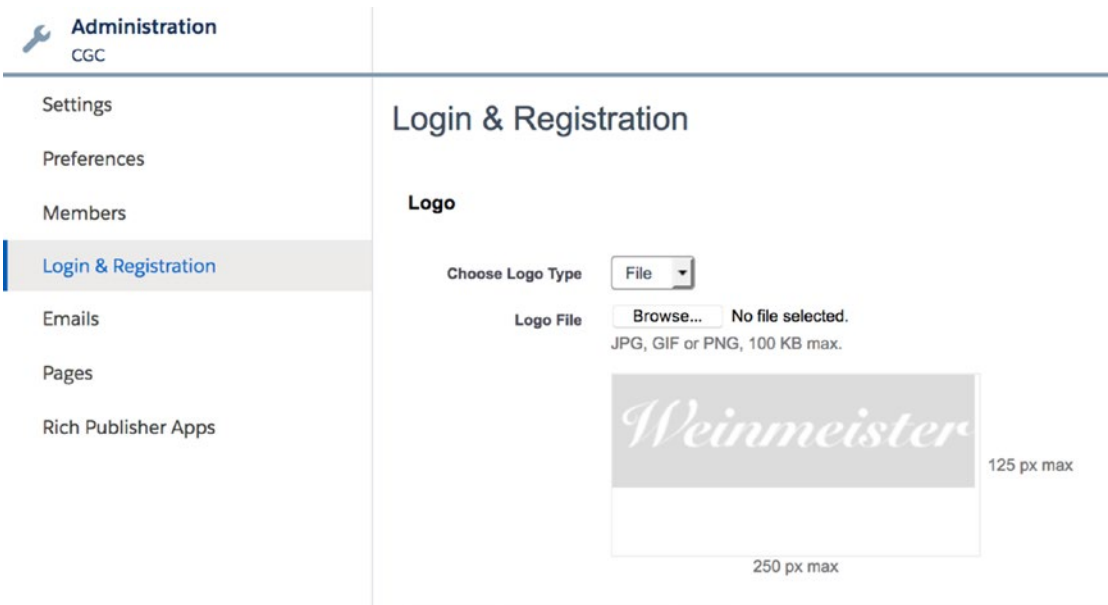 Administration
CGC
Settings
Preferences
Members
Login & Registration
Emails
Pages
Rich Publisher Apps
Login & Registration
Logo
Choose Logo Type File
Logo File Browse... No file selected.
JPG, GIF or PNG, 100 KB max.
Weinmeister
125 px max
250 px max